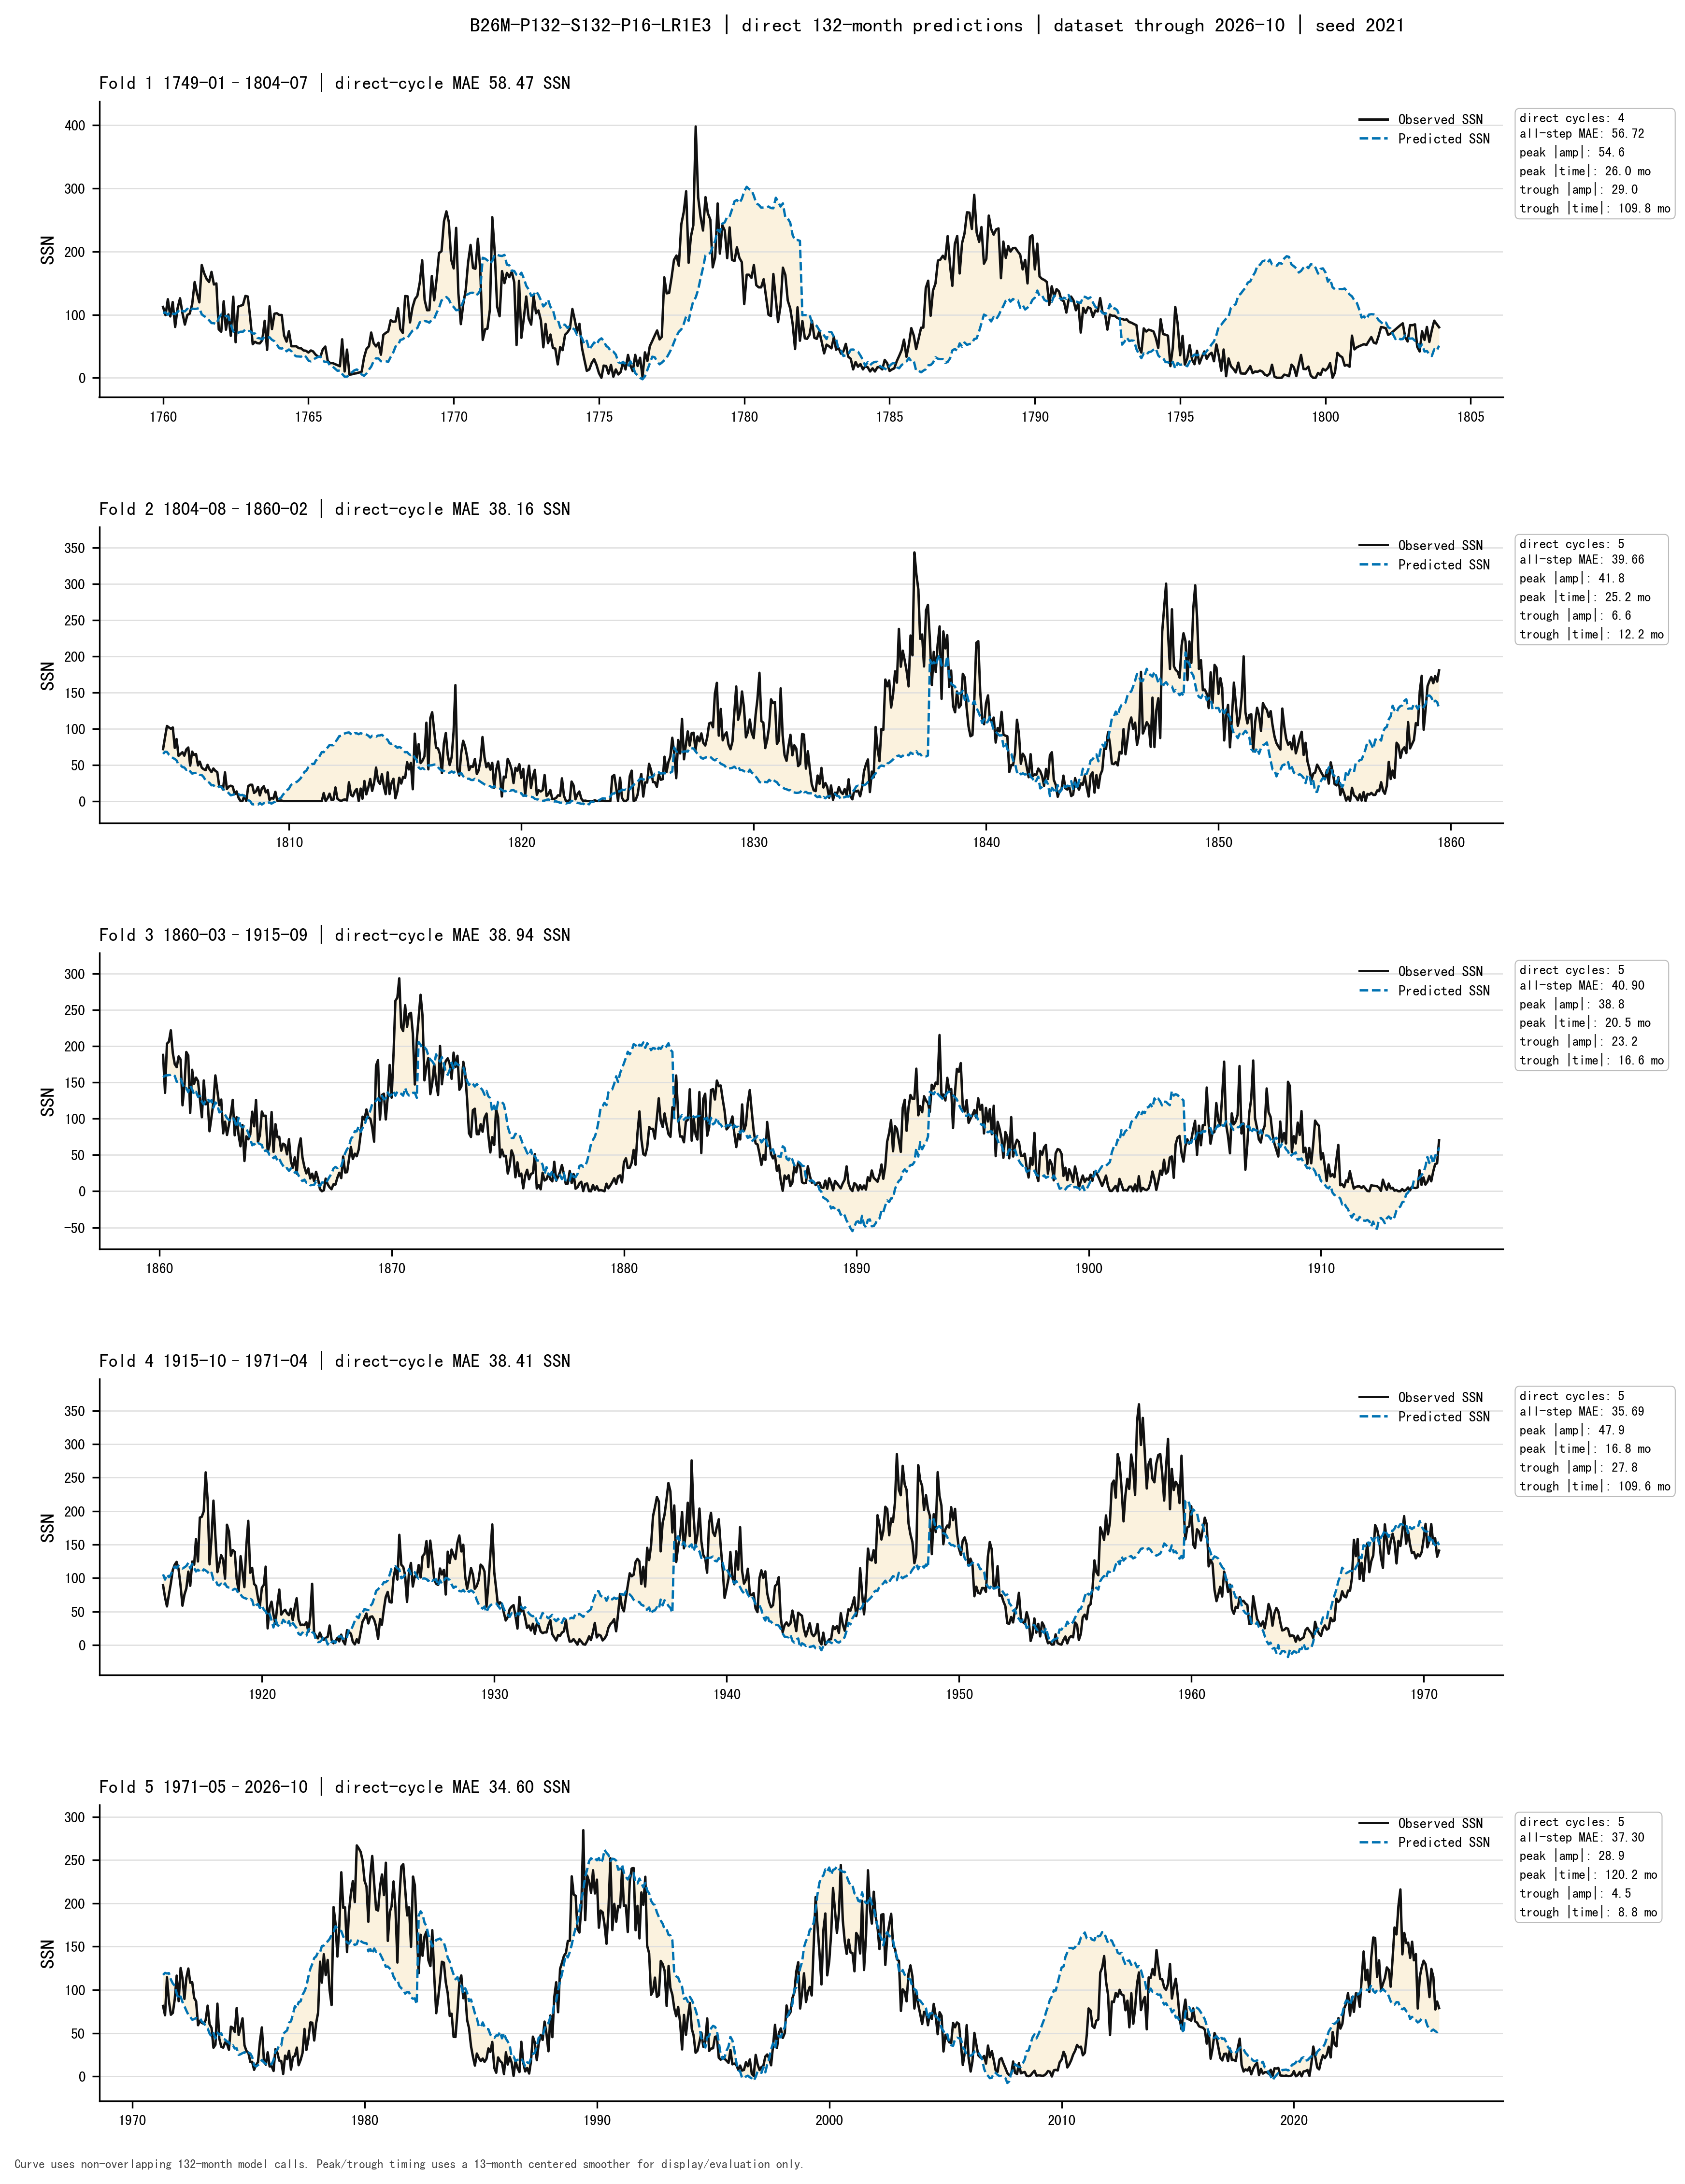 B26M-P132-S132-P16-LR1E3 | direct 132-month predictions | dataset through 2026-10 | seed 2021
Fold 1 1749-01 - 1804-07 | direct-cycle MAE 58.47 SSN
SSN
400
300
200
100
0
1760 1765 1770 1775 1780 1785 1790 1795 1800 1805
Observed SSN
Predicted SSN
direct cycles: 4
all-step MAE: 56.72
peak |amp|: 54.6
peak |time|: 26.0 mo
trough |amp|: 29.0
trough |time|: 109.8 mo
Fold 2 1804-08 - 1860-02 | direct-cycle MAE 38.16 SSN
SSN
350
300
250
200
150
100
50
0
1810 1820 1830 1840 1850 1860
Observed SSN
Predicted SSN
direct cycles: 5
all-step MAE: 39.66
peak |amp|: 41.8
peak |time|: 25.2 mo
trough |amp|: 6.6
trough |time|: 12.2 mo
Fold 3 1860-03 - 1915-09 | direct-cycle MAE 38.94 SSN
SSN
300
250
200
150
100
50
0
-50
1860 1870 1880 1890 1900 1910
Observed SSN
Predicted SSN
direct cycles: 5
all-step MAE: 40.90
peak |amp|: 38.8
peak |time|: 20.5 mo
trough |amp|: 23.2
trough |time|: 16.6 mo
Fold 4 1915-10 - 1971-04 | direct-cycle MAE 38.41 SSN
SSN
350
300
250
200
150
100
50
0
1920 1930 1940 1950 1960 1970
Observed SSN
Predicted SSN
direct cycles: 5
all-step MAE: 35.69
peak |amp|: 47.9
peak |time|: 16.8 mo
trough |amp|: 27.8
trough |time|: 109.6 mo
Fold 5 1971-05 - 2026-10 | direct-cycle MAE 34.60 SSN
SSN
300
250
200
150
100
50
0
1970 1980 1990 2000 2010 2020
Observed SSN
Predicted SSN
direct cycles: 5
all-step MAE: 37.30
peak |amp|: 28.9
peak |time|: 120.2 mo
trough |amp|: 4.5
trough |time|: 8.8 mo
Curve uses non-overlapping 132-month model calls. Peak/trough timing uses a 13-month centered smoother for display/evaluation only.